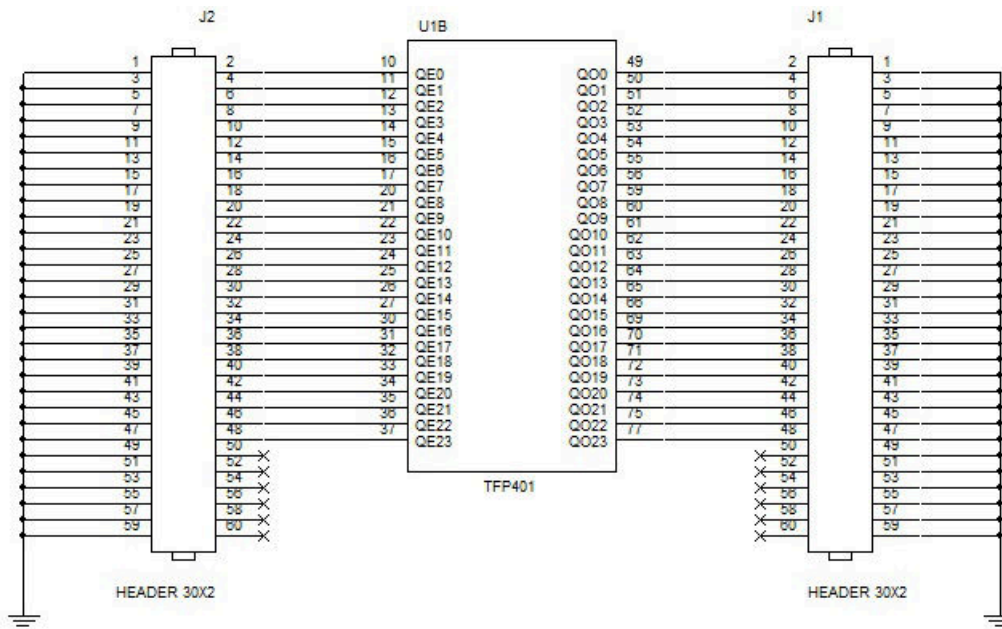 J2 U1B J1
1 2 10 QE0 QO0 49 2 1
3 4 11 QE1 QO1 50 4 3
5 6 12 QE2 QO2 51 6 5
7 8 13 QE3 QO3 52 8 7
9 10 14 QE4 QO4 53 10 9
11 12 15 QE5 QO5 54 12 11
13 14 16 QE6 QO6 55 14 13
15 16 17 QE7 QO7 56 16 15
17 18 20 QE8 QO8 59 18 17
19 20 21 QE9 QO9 60 20 19
21 22 22 QE10 QO10 61 22 21
23 24 23 QE11 QO11 62 24 23
25 26 24 QE12 QO12 63 26 25
27 28 25 QE13 QO13 64 28 27
29 30 26 QE14 QO14 65 30 29
31 32 27 QE15 QO15 66 32 31
33 34 30 QE16 QO16 69 34 33
35 36 31 QE17 QO17 70 36 35
37 38 32 QE18 QO18 71 38 37
39 40 33 QE19 QO19 72 40 39
41 42 34 QE20 QO20 73 42 41
43 44 35 QE21 QO21 74 44 43
45 46 36 QE22 QO22 75 46 45
47 48 37 QE23 QO23 77 48 47
49 50 50 49
51 52 52 51
53 54 54 53
55 56 56 55
57 58 58 57
59 60 60 59
TFP401
HEADER 30X2 HEADER 30X2